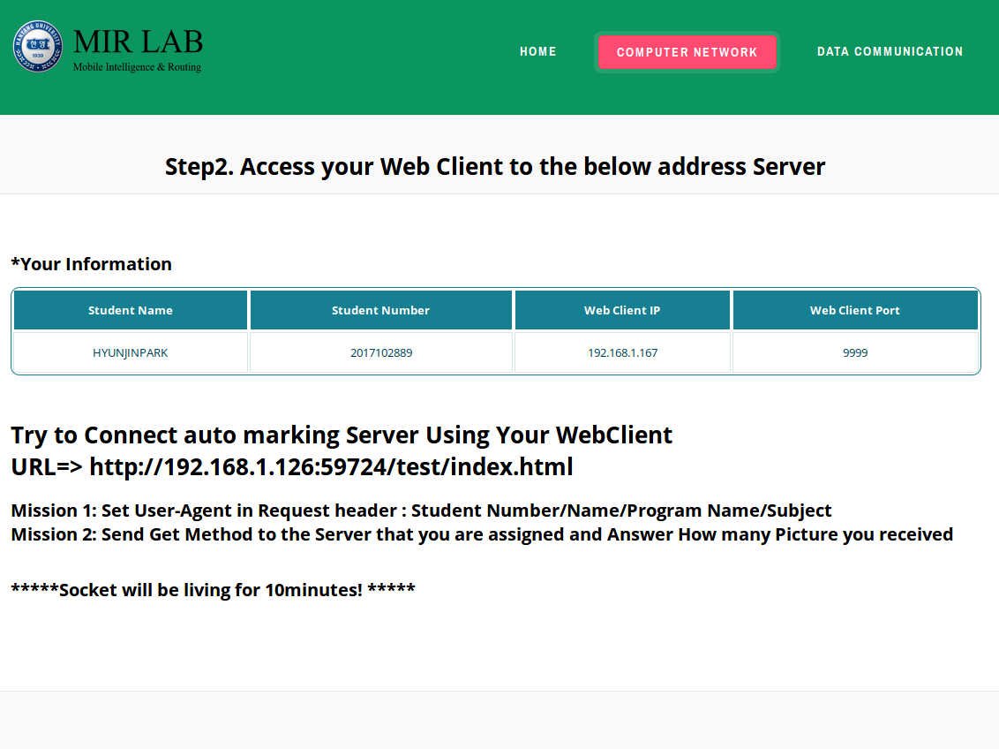 HANYANG UNIVERSITY
한양
1939
MIR LAB
Mobile Intelligence & Routing
HOME
COMPUTER NETWORK
DATA COMMUNICATION
Step2. Access your Web Client to the below address Server
*Your Information
Student Name Student Number Web Client IP Web Client Port
HYUNJINPARK 2017102889 192.168.1.167 9999
Try to Connect auto marking Server Using Your WebClient
URL=> http://192.168.1.126:59724/test/index.html
Mission 1: Set User-Agent in Request header : Student Number/Name/Program Name/Subject
Mission 2: Send Get Method to the Server that you are assigned and Answer How many Picture you received
*****Socket will be living for 10minutes! *****